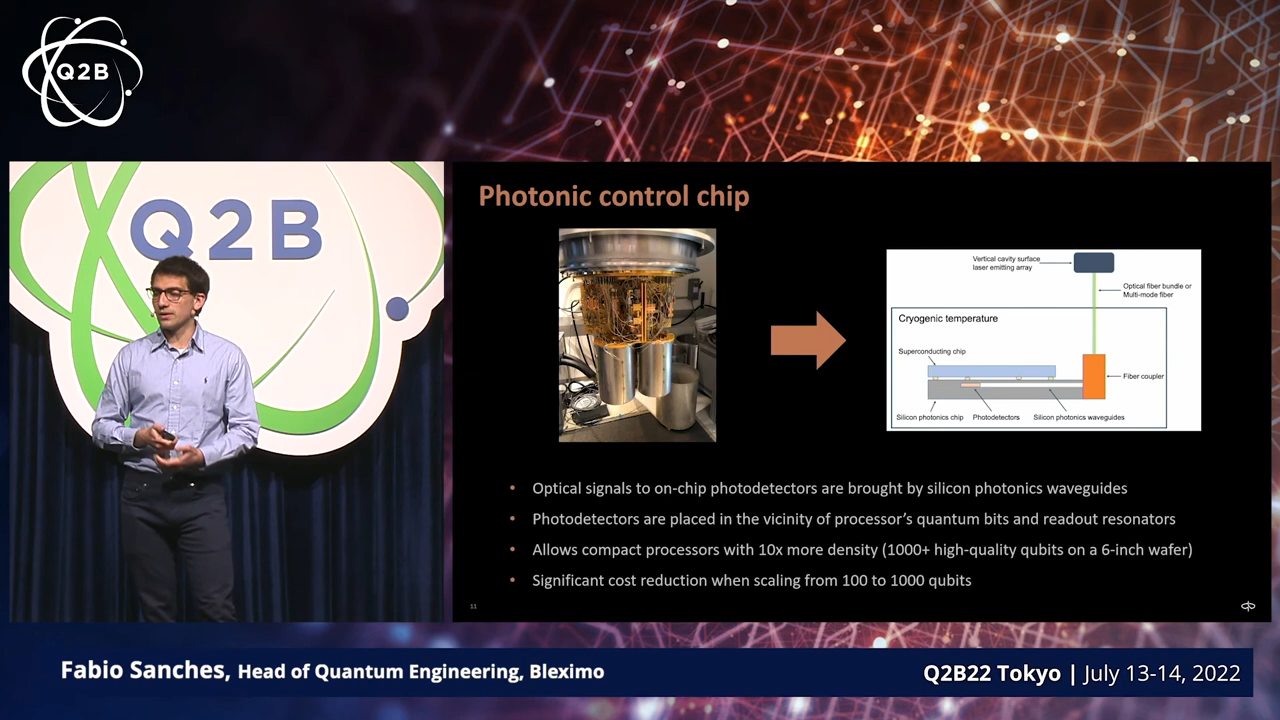 Q2B
Q2B
Photonic control chip
Vertical cavity surface
laser emitting array
Optical fiber bundle or
Multi-mode fiber
Cryogenic temperature
Superconducting chip
Fiber coupler
Silicon photonics chip
Photodetectors
Silicon photonics waveguides
• Optical signals to on-chip photodetectors are brought by silicon photonics waveguides
• Photodetectors are placed in the vicinity of processor's quantum bits and readout resonators
• Allows compact processors with 10x more density (1000+ high-quality qubits on a 6-inch wafer)
• Significant cost reduction when scaling from 100 to 1000 qubits
11
Fabio Sanches, Head of Quantum Engineering, Bleximo
Q2B22 Tokyo | July 13-14, 2022